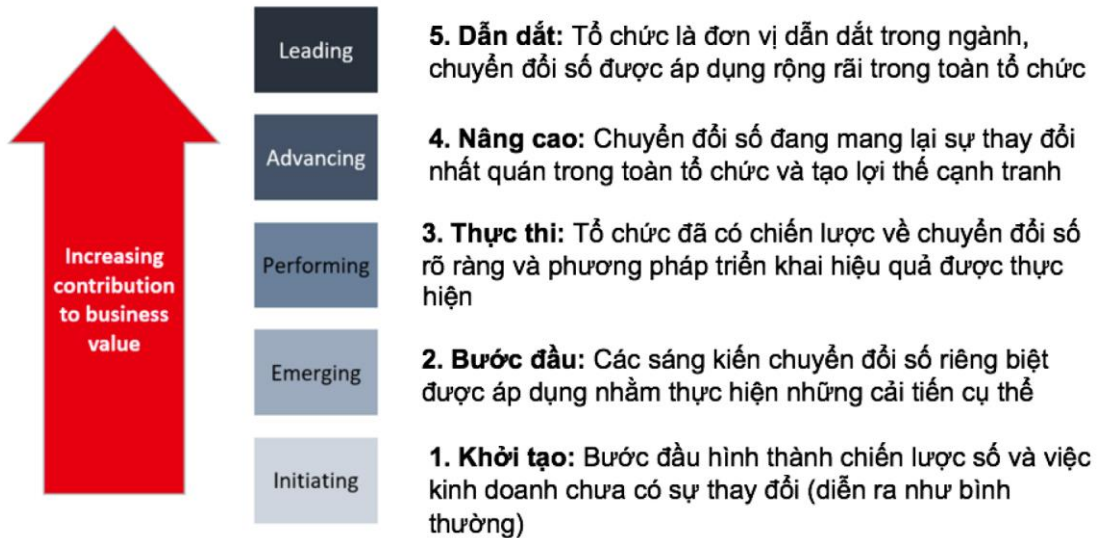 Leading
5. Dẫn dắt: Tổ chức là đơn vị dẫn dắt trong ngành,
chuyển đổi số được áp dụng rộng rãi trong toàn tổ chức
Advancing
4. Nâng cao: Chuyển đổi số đang mang lại sự thay đổi
nhất quán trong toàn tổ chức và tạo lợi thế cạnh tranh
Increasing
contribution
to business
value
Performing
3. Thực thi: Tổ chức đã có chiến lược về chuyển đổi số
rõ ràng và phương pháp triển khai hiệu quả được thực
hiện
Emerging
2. Bước đầu: Các sáng kiến chuyển đổi số riêng biệt
được áp dụng nhằm thực hiện những cải tiến cụ thể
Initiating
1. Khởi tạo: Bước đầu hình thành chiến lược số và việc
kinh doanh chưa có sự thay đổi (diễn ra như bình
thường)